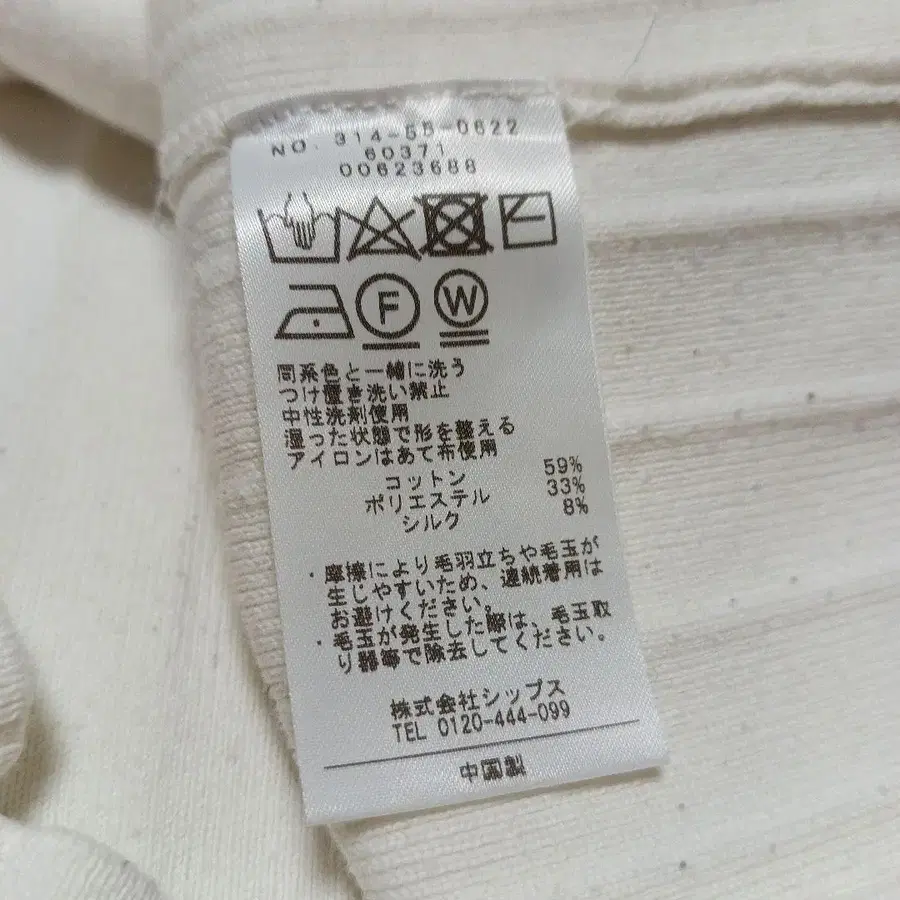 NO. 314-5B-0622
60371
00623688
F W
同系色と一緒に洗う
つけ置き洗い禁止
中性洗剤使用
湿った状態で形を整える
アイロンはあて布使用
コットン 59%
ポリエステル 33%
シルク 8%
・摩擦により毛羽立ちや毛玉が
生じやすいため、連続着用は
お避けください。
・毛玉が発生した際は、毛玉取
り器等で除去してください。
株式会社シップス
TEL 0120-444-099
中国製